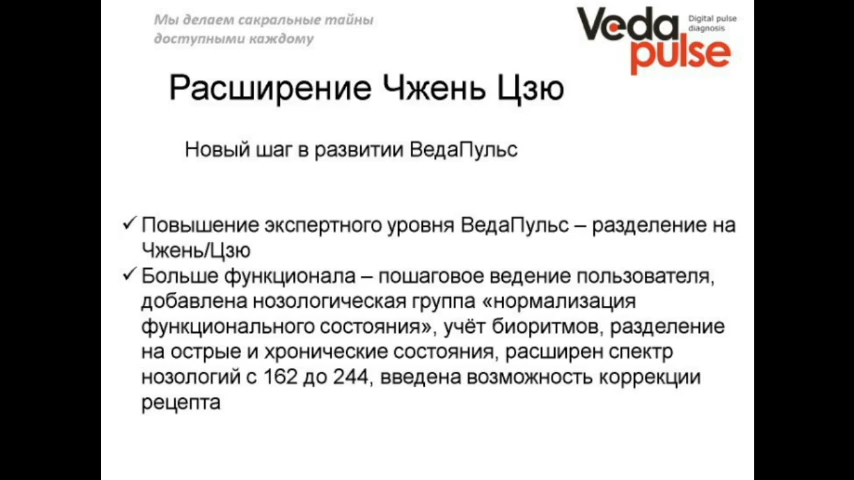 Мы делаем сакральные тайны
доступными каждому
Veda
pulse
Digital pulse
diagnosis
Расширение Чжень Цзю
Новый шаг в развитии ВедаПульс
✓ Повышение экспертного уровня ВедаПульс – разделение на
Чжень/Цзю
✓ Больше функционала – пошаговое ведение пользователя,
добавлена нозологическая группа «нормализация
функционального состояния», учёт биоритмов, разделение
на острые и хронические состояния, расширен спектр
нозологий с 162 до 244, введена возможность коррекции
рецепта